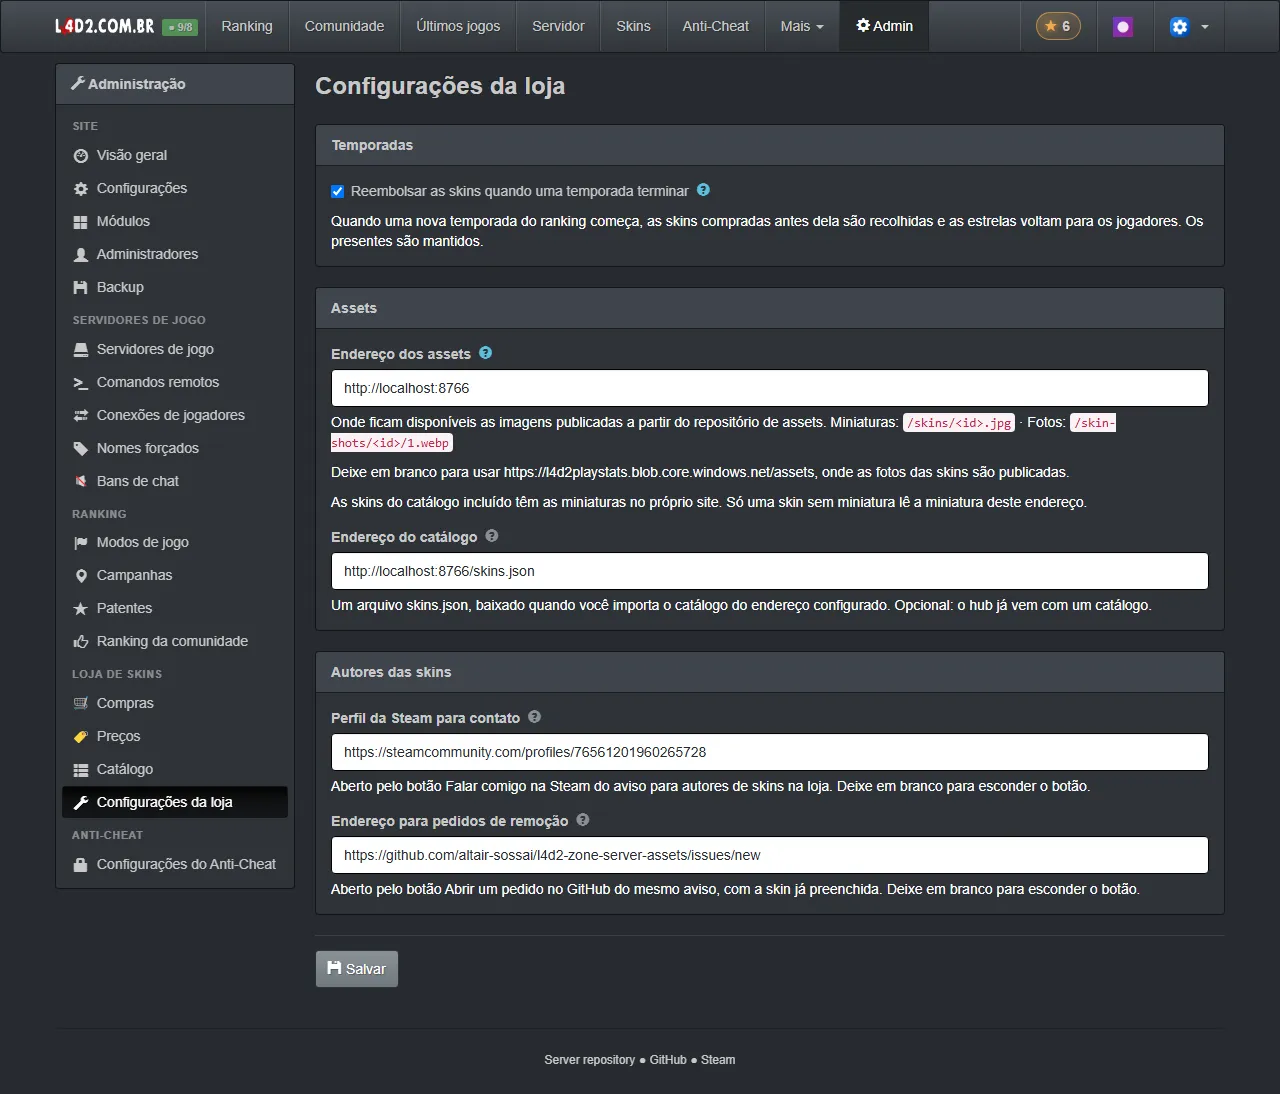 L4D2.COM.BR
● 9/8
Ranking
Comunidade
Últimos jogos
Servidor
Skins
Anti-Cheat
Mais
Admin
★ 6
Administração
SITE
Visão geral
Configurações
Módulos
Administradores
Backup
SERVIDORES DE JOGO
Servidores de jogo
Comandos remotos
Conexões de jogadores
Nomes forçados
Bans de chat
RANKING
Modos de jogo
Campanhas
Patentes
Ranking da comunidade
LOJA DE SKINS
Compras
Preços
Catálogo
Configurações da loja
ANTI-CHEAT
Configurações do Anti-Cheat
Configurações da loja
Temporadas
Reembolsar as skins quando uma temporada terminar ?
Quando uma nova temporada do ranking começa, as skins compradas antes dela são recolhidas e as estrelas voltam para os jogadores. Os
presentes são mantidos.
Assets
Endereço dos assets ?
http://localhost:8766
Onde ficam disponíveis as imagens publicadas a partir do repositório de assets. Miniaturas: /skins/<id>.jpg · Fotos: /skin-
shots/<id>/1.webp
Deixe em branco para usar https://l4d2playstats.blob.core.windows.net/assets, onde as fotos das skins são publicadas.
As skins do catálogo incluído têm as miniaturas no próprio site. Só uma skin sem miniatura lê a miniatura deste endereço.
Endereço do catálogo ?
http://localhost:8766/skins.json
Um arquivo skins.json, baixado quando você importa o catálogo do endereço configurado. Opcional: o hub já vem com um catálogo.
Autores das skins
Perfil da Steam para contato ?
https://steamcommunity.com/profiles/76561201960265728
Aberto pelo botão Falar comigo na Steam do aviso para autores de skins na loja. Deixe em branco para esconder o botão.
Endereço para pedidos de remoção ?
https://github.com/altair-sossai/l4d2-zone-server-assets/issues/new
Aberto pelo botão Abrir um pedido no GitHub do mesmo aviso, com a skin já preenchida. Deixe em branco para esconder o botão.
Salvar
Server repository ● GitHub ● Steam